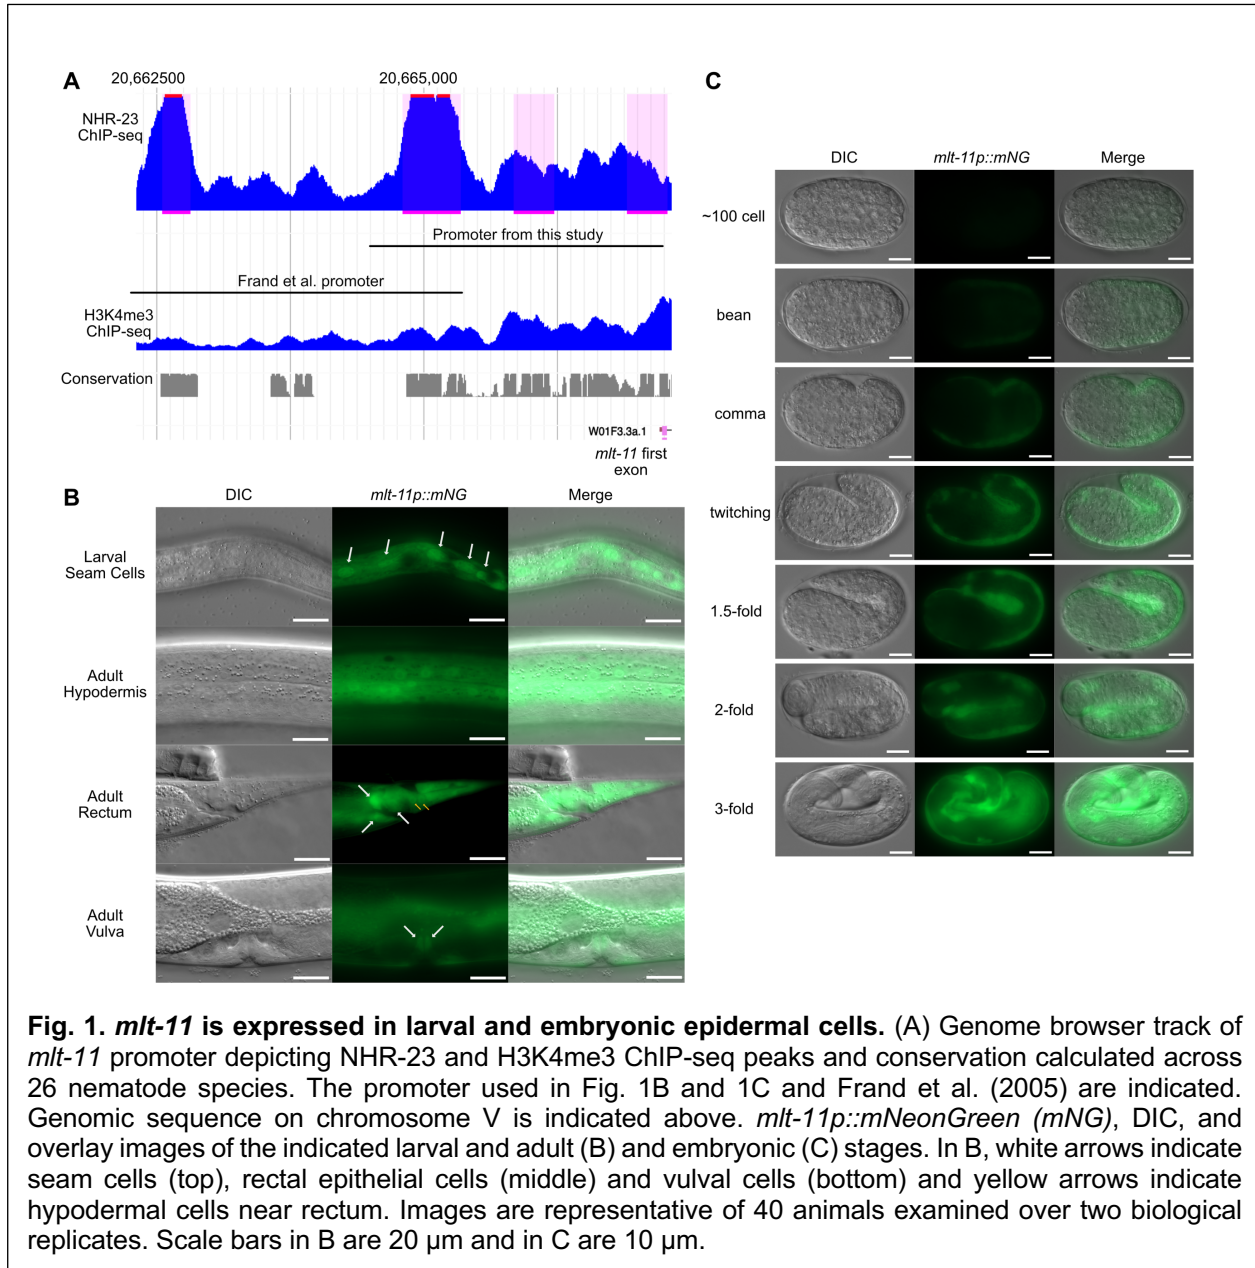 A
20,662500
20,665,000
NHR-23
ChIP-seq
Promoter from this study
Frand et al. promoter
H3K4me3
ChIP-seq
Conservation
W01F3.3a.1
mlt-11 first
exon
B
DIC
mlt-11p::mNG
Merge
Larval
Seam Cells
Adult
Hypodermis
Adult
Rectum
Adult
Vulva
C
DIC
mlt-11p::mNG
Merge
~100 cell
bean
comma
twitching
1.5-fold
2-fold
3-fold
Fig. 1. mlt-11 is expressed in larval and embryonic epidermal cells. (A) Genome browser track of
mlt-11 promoter depicting NHR-23 and H3K4me3 ChIP-seq peaks and conservation calculated across
26 nematode species. The promoter used in Fig. 1B and 1C and Frand et al. (2005) are indicated.
Genomic sequence on chromosome V is indicated above. mlt-11p::mNeonGreen (mNG), DIC, and
overlay images of the indicated larval and adult (B) and embryonic (C) stages. In B, white arrows indicate
seam cells (top), rectal epithelial cells (middle) and vulval cells (bottom) and yellow arrows indicate
hypodermal cells near rectum. Images are representative of 40 animals examined over two biological
replicates. Scale bars in B are 20 µm and in C are 10 µm.